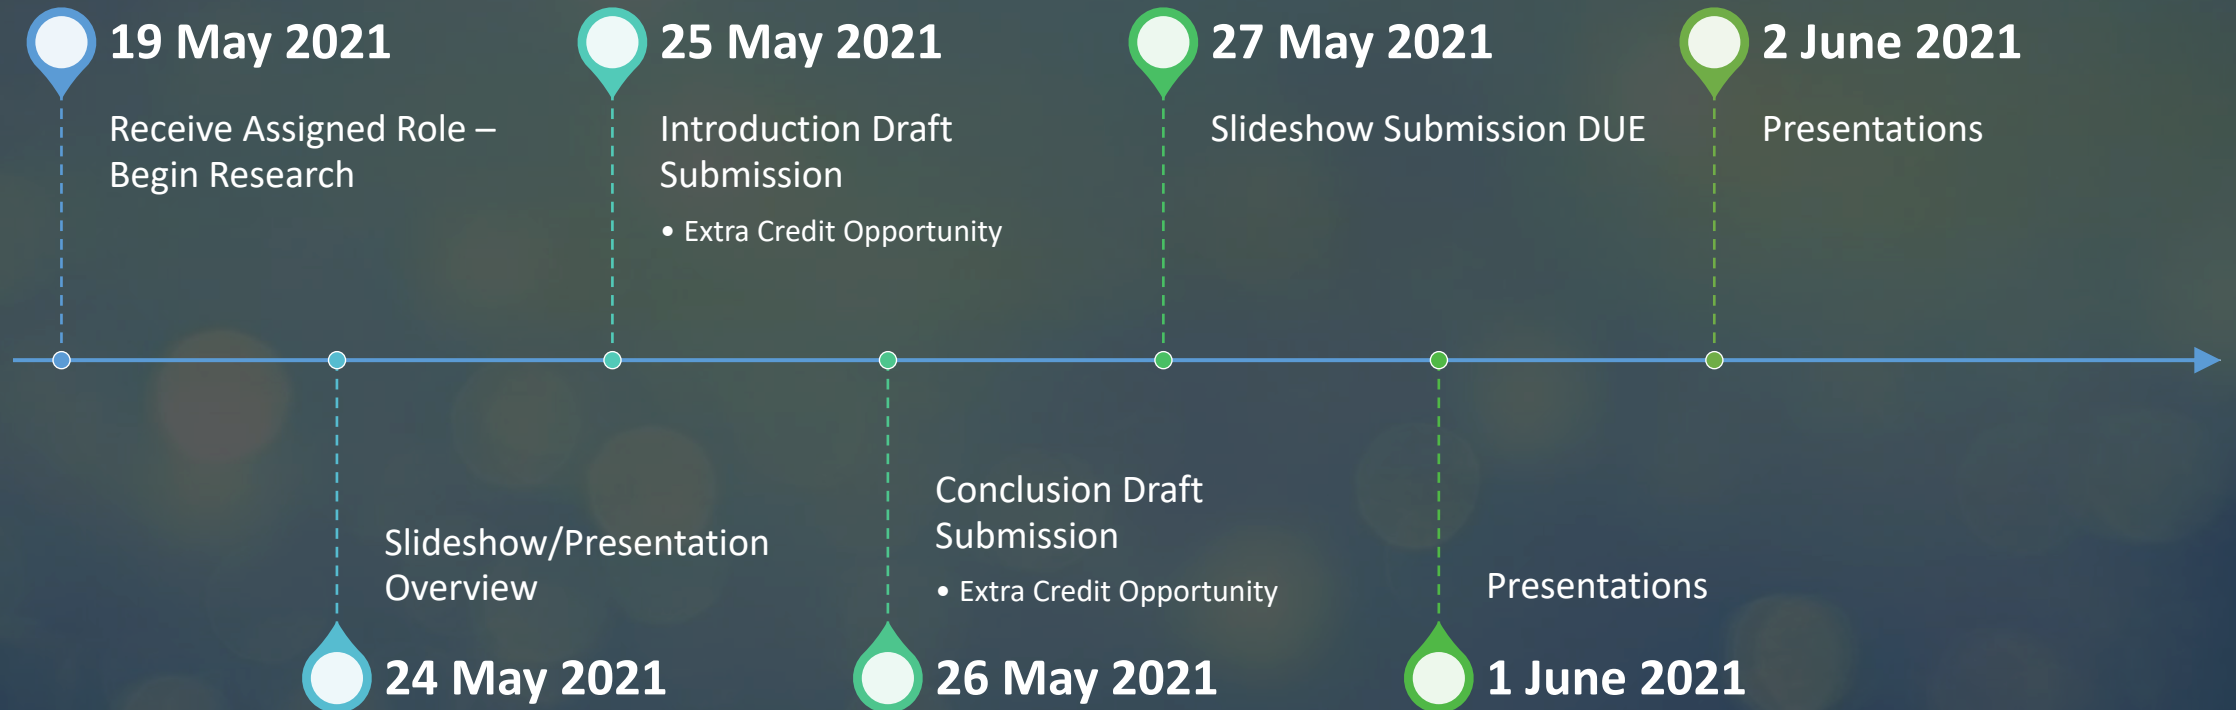 19 May 2021
Receive Assigned Role –
Begin Research
24 May 2021
Slideshow/Presentation
Overview
25 May 2021
Introduction Draft
Submission
• Extra Credit Opportunity
26 May 2021
Conclusion Draft
Submission
• Extra Credit Opportunity
27 May 2021
Slideshow Submission DUE
1 June 2021
Presentations
2 June 2021
Presentations